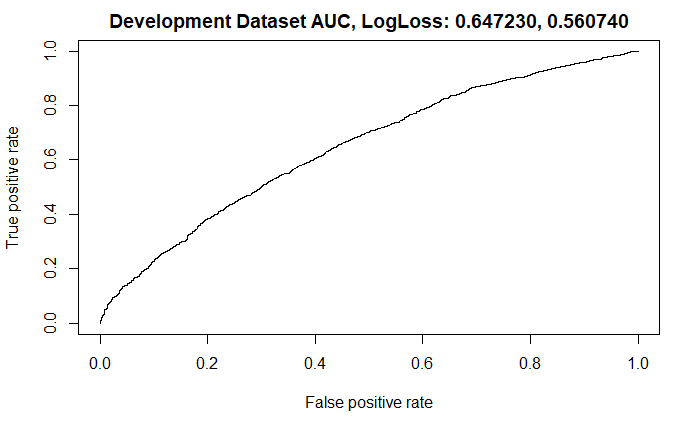 Development Dataset AUC, LogLoss: 0.647230, 0.560740
True positive rate
1.0
0.8
0.6
0.4
0.2
0.0
0.0 0.2 0.4 0.6 0.8 1.0
False positive rate